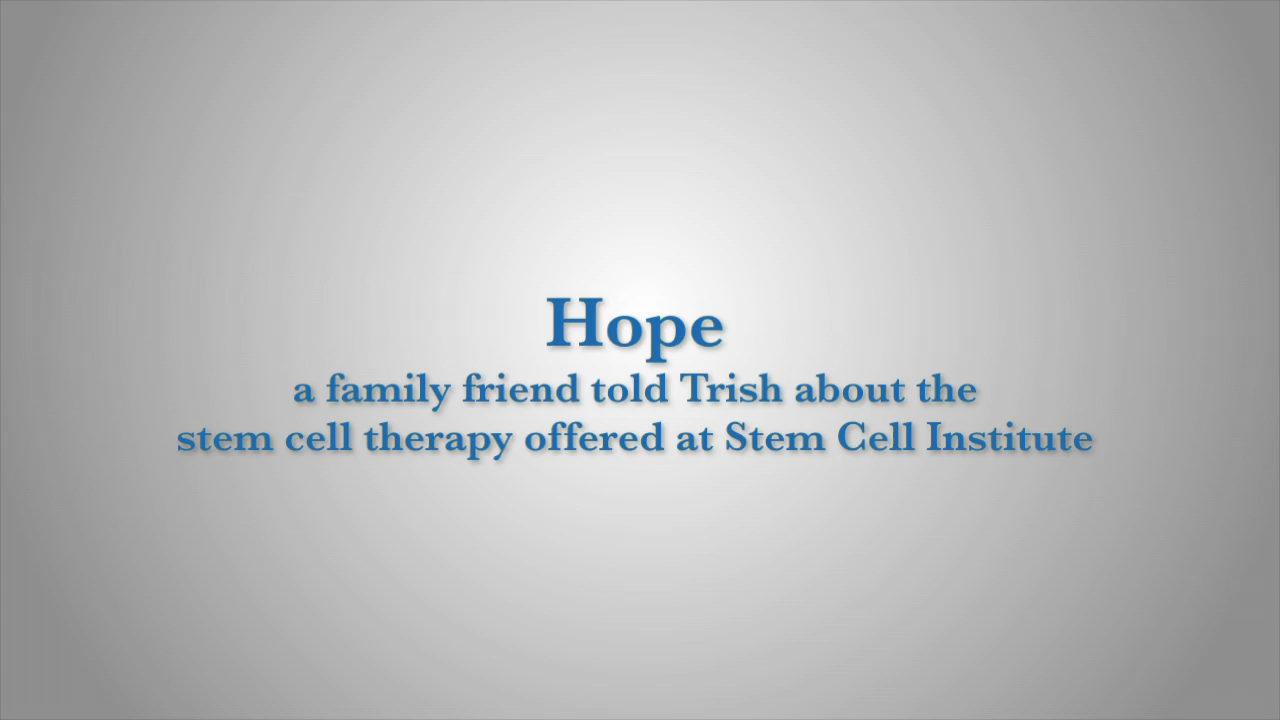 Hope
a family friend told Trish about the
stem cell therapy offered at Stem Cell Institute